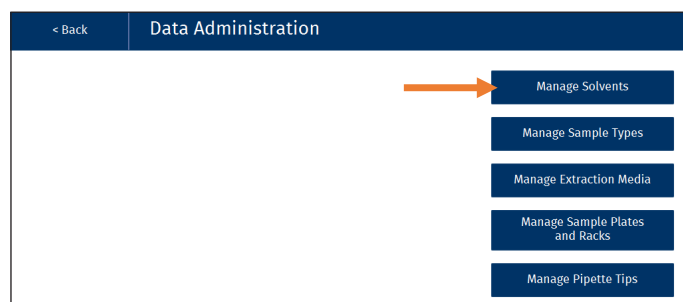 < Back
Data Administration
Manage Solvents
Manage Sample Types
Manage Extraction Media
Manage Sample Plates
and Racks
Manage Pipette Tips